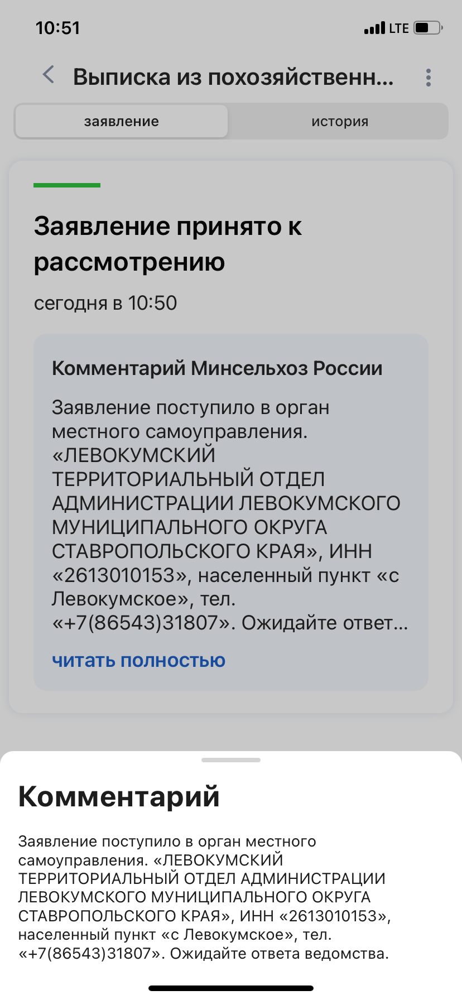 10:51
LTE
Выписка из похозяйственн...
заявление
история
Заявление принято к
рассмотрению
сегодня в 10:50
Комментарий Минсельхоз России
Заявление поступило в орган
местного самоуправления.
«ЛЕВОКУМСКИЙ
ТЕРРИТОРИАЛЬНЫЙ ОТДЕЛ
АДМИНИСТРАЦИИ ЛЕВОКУМСКОГО
МУНИЦИПАЛЬНОГО ОКРУГА
СТАВРОПОЛЬСКОГО КРАЯ», ИНН
«2613010153», населенный пункт «с
Левокумское», тел.
«+7(86543)31807». Ожидайте ответ...
читать полностью
Комментарий
Заявление поступило в орган местного
самоуправления. «ЛЕВОКУМСКИЙ
ТЕРРИТОРИАЛЬНЫЙ ОТДЕЛ АДМИНИСТРАЦИИ
ЛЕВОКУМСКОГО МУНИЦИПАЛЬНОГО ОКРУГА
СТАВРОПОЛЬСКОГО КРАЯ», ИНН «2613010153»,
населенный пункт «с Левокумское», тел.
«+7(86543)31807». Ожидайте ответа ведомства.